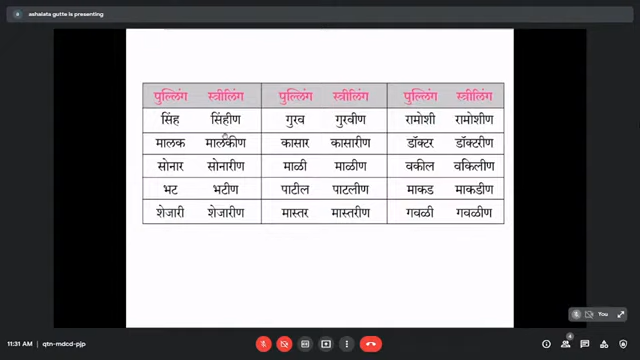 ashalata gutte is presenting
पुल्लिंग स्त्रीलिंग पुल्लिंग स्त्रीलिंग पुल्लिंग स्त्रीलिंग
सिंह सिंहीण गुरव गुरवीण रामोशी रामोशीण
मालक मालकीण कासार कासारीण डॉक्टर डॉक्टरीण
सोनार सोनारीण माळी माळीण वकील वकिलीण
भट भटीण पाटील पाटलीण माकड माकडीण
शेजारी शेजारीण मास्तर मास्तरीण गवळी गवळीण
You
11:31 AM qtn-mdcd-pjp